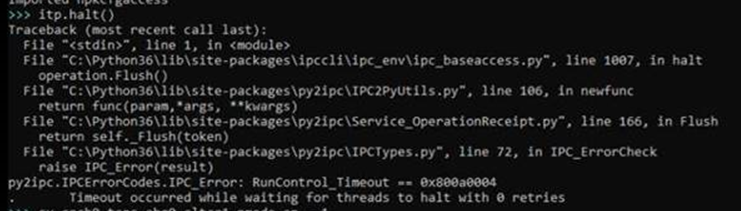 imported npkcfgaccess
>>> itp.halt()
Traceback (most recent call last):
  File "<stdin>", line 1, in <module>
  File "C:\Python36\lib\site-packages\ipccli\ipc_env\ipc_baseaccess.py", line 1007, in halt
    operation.Flush()
  File "C:\Python36\lib\site-packages\py2ipc\IPC2PyUtils.py", line 106, in newfunc
    return func(param,*args, **kwargs)
  File "C:\Python36\lib\site-packages\py2ipc\Service_OperationReceipt.py", line 166, in Flush
    return self._Flush(token)
  File "C:\Python36\lib\site-packages\py2ipc\IPCTypes.py", line 72, in IPC_ErrorCheck
    raise IPC_Error(result)
py2ipc.IPCErrorCodes.IPC_Error: RunControl_Timeout == 0x800a0004
.        Timeout occurred while waiting for threads to halt with 0 retries
>>>